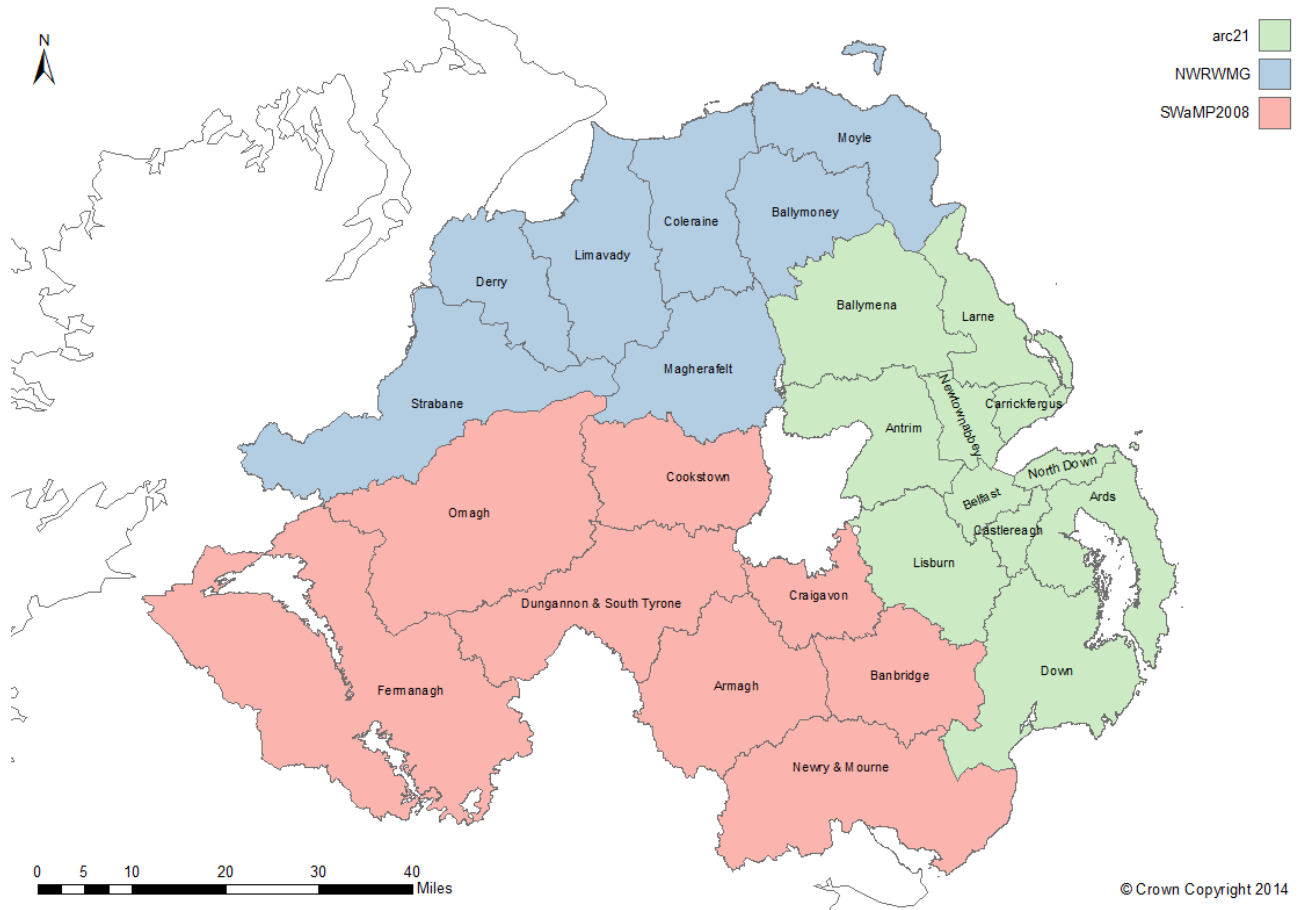 N
arc21
NWRWMG
SWaMP2008
Moyle
Coleraine
Ballymoney
Limavady
Derry
Ballymena
Larne
Magherafelt
Strabane
Newtownabbey
Carrickfergus
Antrim
North Down
Cookstown
Belfast
Ards
Omagh
Castlereagh
Lisburn
Dungannon & South Tyrone
Craigavon
Down
Banbridge
Armagh
Fermanagh
Newry & Mourne
0 5 10 20 30 40
Miles
© Crown Copyright 2014